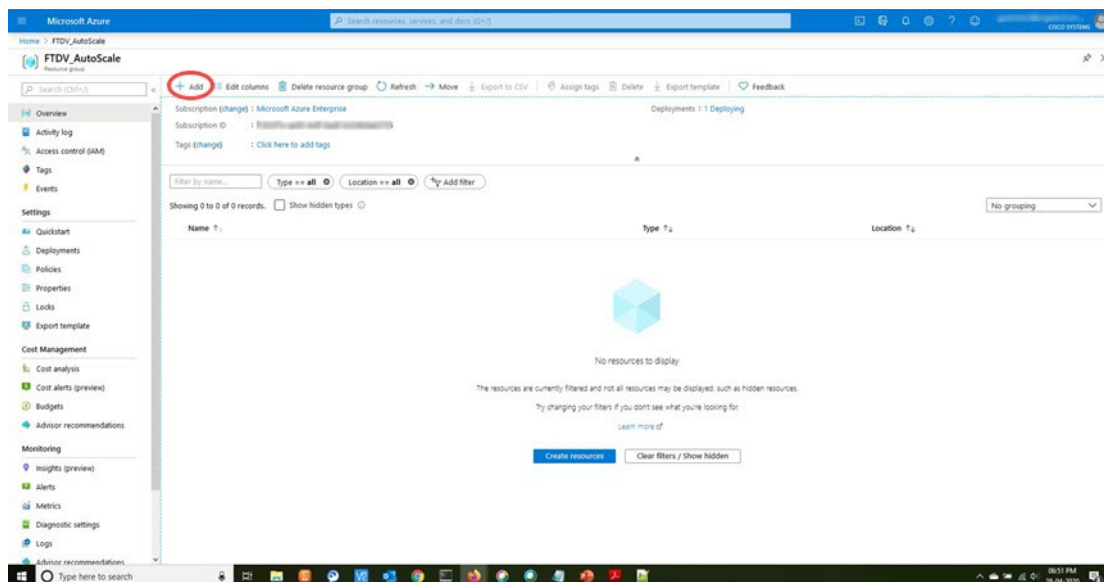 Microsoft Azure
Search resources, services, and docs (G+/)
CISCO SYSTEMS
Home > FTDV_AutoScale
FTDV_AutoScale
Resource group
Search (Ctrl+/)
Add
Edit columns
Delete resource group
Refresh
Move
Export to CSV
Assign tags
Delete
Export template
Feedback
Overview
Activity log
Access control (IAM)
Tags
Events
Settings
Quickstart
Deployments
Policies
Properties
Locks
Export template
Cost Management
Cost analysis
Cost alerts (preview)
Budgets
Advisor recommendations
Monitoring
Insights (preview)
Alerts
Metrics
Diagnostic settings
Logs
Advisor recommendations
Subscription (change) : Microsoft Azure Enterprise
Deployments : 1 Deploying
Subscription ID :
Tags (change) : Click here to add tags
Filter by name...
Type == all
Location == all
Add filter
Showing 0 to 0 of 0 records.
Show hidden types
No grouping
Name
Type
Location
No resources to display
The resources are currently filtered and not all resources may be displayed, such as hidden resources.
Try changing your filters if you don't see what you're looking for.
Learn more
Create resources
Clear filters / Show hidden
Type here to search
06:51 PM
28-04-2020